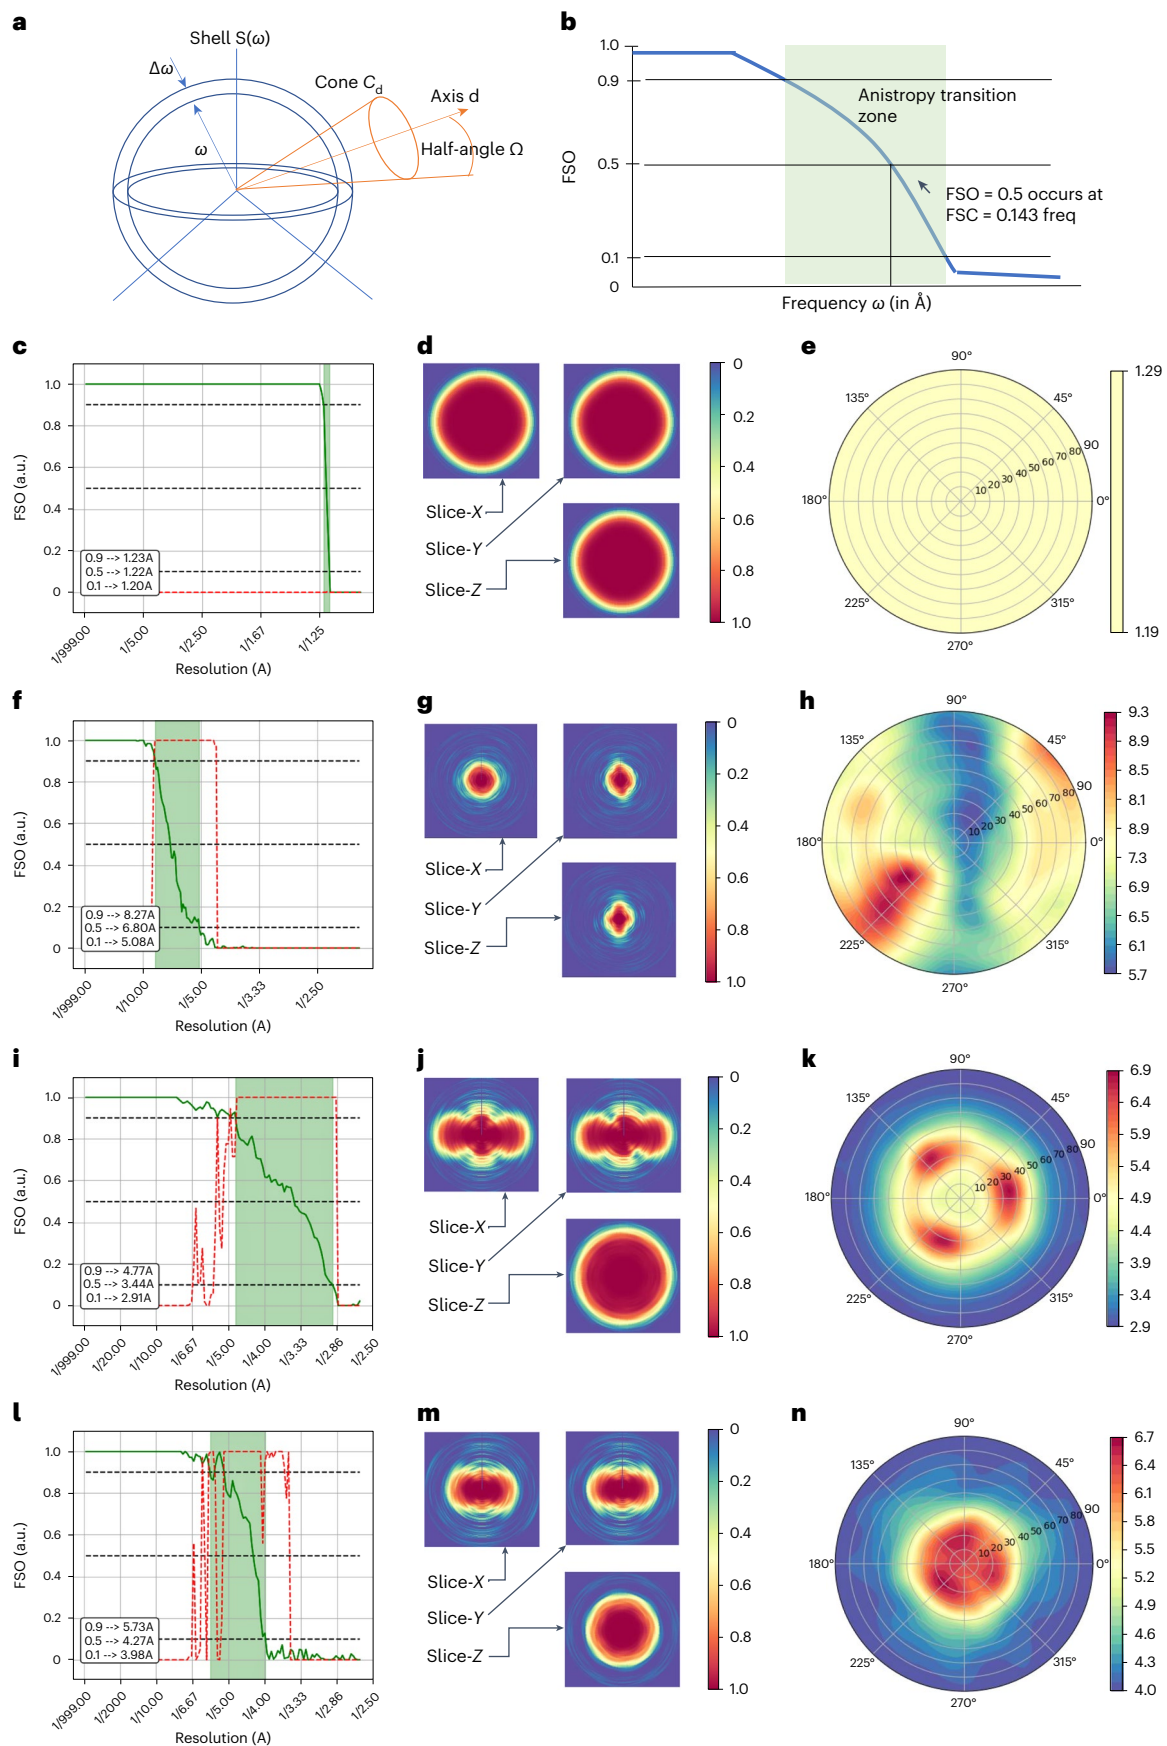 a
Shell S(ω)
Δω
ω
Cone Cd
Axis d
Half-angle Ω
b
1.0
0.9
0.5
0.1
0
FSO
Anistropy transition
zone
FSO = 0.5 occurs at
FSC = 0.143 freq
Frequency ω (in Å)
c
1.0
0.8
0.6
0.4
0.2
0
FSO (a.u.)
0.9 --> 1.23A
0.5 --> 1.22A
0.1 --> 1.20A
1/999.00
1/5.00
1/2.50
1/1.67
1/1.25
Resolution (A)
d
Slice-X
Slice-Y
Slice-Z
0
0.2
0.4
0.6
0.8
1.0
e
90°
135°
45°
180°
0°
225°
315°
270°
10 20 30 40 50 60 70 80 90
1.29
1.19
f
1.0
0.8
0.6
0.4
0.2
0
FSO (a.u.)
0.9 --> 8.27A
0.5 --> 6.80A
0.1 --> 5.08A
1/999.00
1/10.00
1/5.00
1/3.33
1/2.50
Resolution (A)
g
Slice-X
Slice-Y
Slice-Z
0
0.2
0.4
0.6
0.8
1.0
h
90°
135°
45°
180°
0°
225°
315°
270°
10 20 30 40 50 60 70 80 90
9.3
8.9
8.5
8.1
8.9
7.3
6.9
6.5
6.1
5.7
i
1.0
0.8
0.6
0.4
0.2
0
FSO (a.u.)
0.9 --> 4.77A
0.5 --> 3.44A
0.1 --> 2.91A
1/999.00
1/20.00
1/10.00
1/6.67
1/5.00
1/4.00
1/3.33
1/2.86
1/2.50
Resolution (A)
j
Slice-X
Slice-Y
Slice-Z
0
0.2
0.4
0.6
0.8
1.0
k
90°
135°
45°
180°
0°
225°
315°
270°
10 20 30 40 50 60 70 80 90
6.9
6.4
5.9
5.4
4.9
4.4
3.9
3.4
2.9
l
1.0
0.8
0.6
0.4
0.2
0
FSO (a.u.)
0.9 --> 5.73A
0.5 --> 4.27A
0.1 --> 3.98A
1/999.00
1/2000
1/10.00
1/6.67
1/5.00
1/4.00
1/3.33
1/2.86
1/2.50
Resolution (A)
m
Slice-X
Slice-Y
Slice-Z
0
0.2
0.4
0.6
0.8
1.0
n
90°
135°
45°
180°
0°
225°
315°
270°
10 20 30 40 50 60 70 80 90
6.7
6.4
6.1
5.8
5.5
5.2
4.9
4.6
4.3
4.0